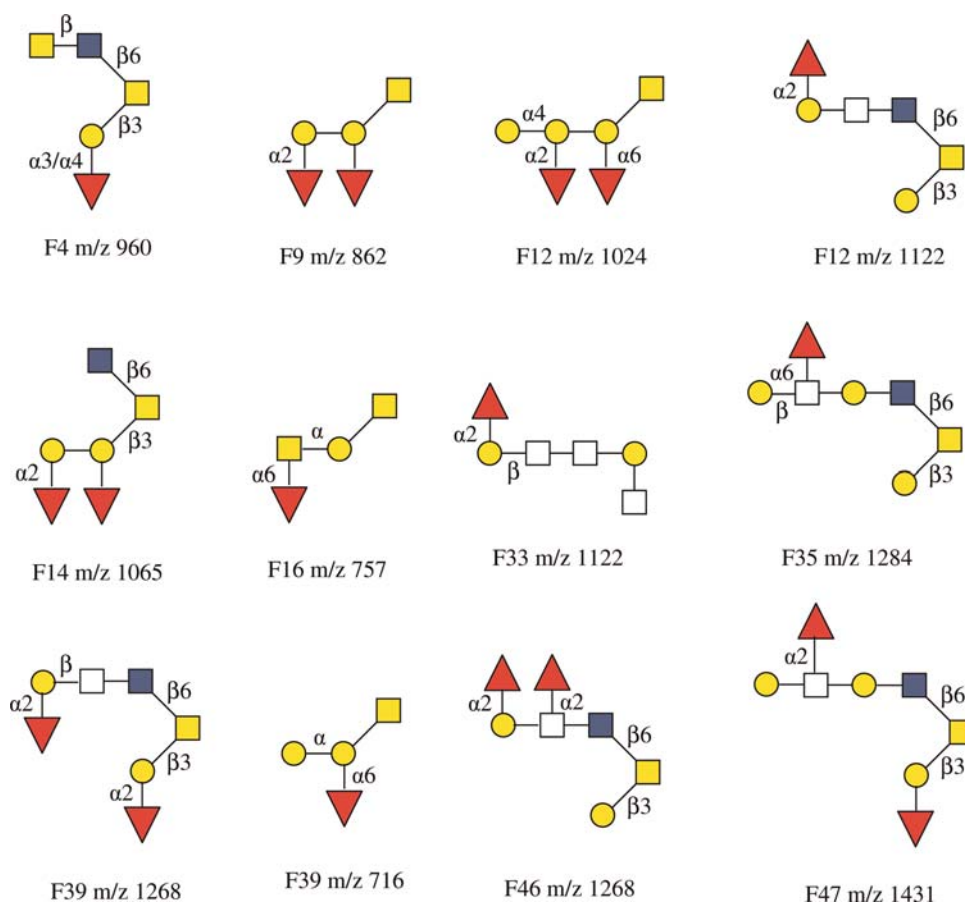 β
β6
β3
α3/α4
F4 m/z 960
α2
F9 m/z 862
α4
α2
α6
F12 m/z 1024
α2
β6
β3
F12 m/z 1122
β6
β3
α2
F14 m/z 1065
α
α6
F16 m/z 757
α2
β
F33 m/z 1122
α6
β
β6
β3
F35 m/z 1284
β
α2
β6
β3
α2
F39 m/z 1268
α
α6
F39 m/z 716
α2
α2
β6
β3
F46 m/z 1268
α2
β6
β3
F47 m/z 1431